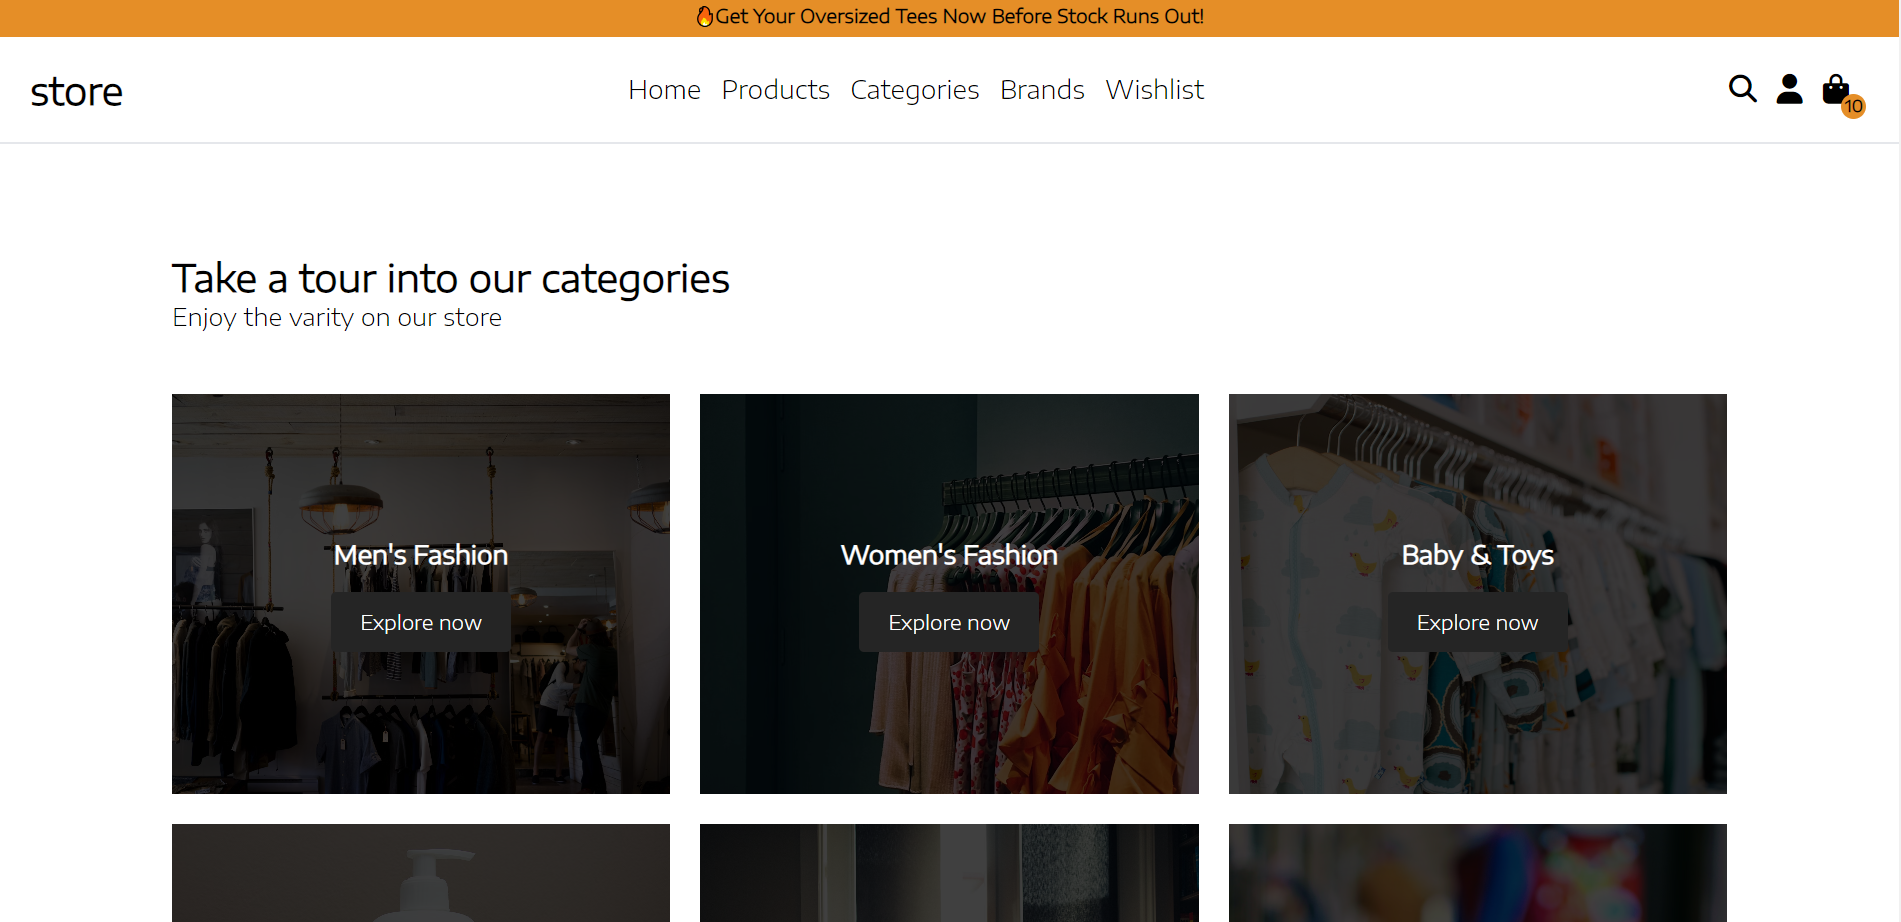 🔥Get Your Oversized Tees Now Before Stock Runs Out!
store
Home Products Categories Brands Wishlist
10
Take a tour into our categories
Enjoy the varity on our store
Men's Fashion
Explore now
Women's Fashion
Explore now
Baby & Toys
Explore now